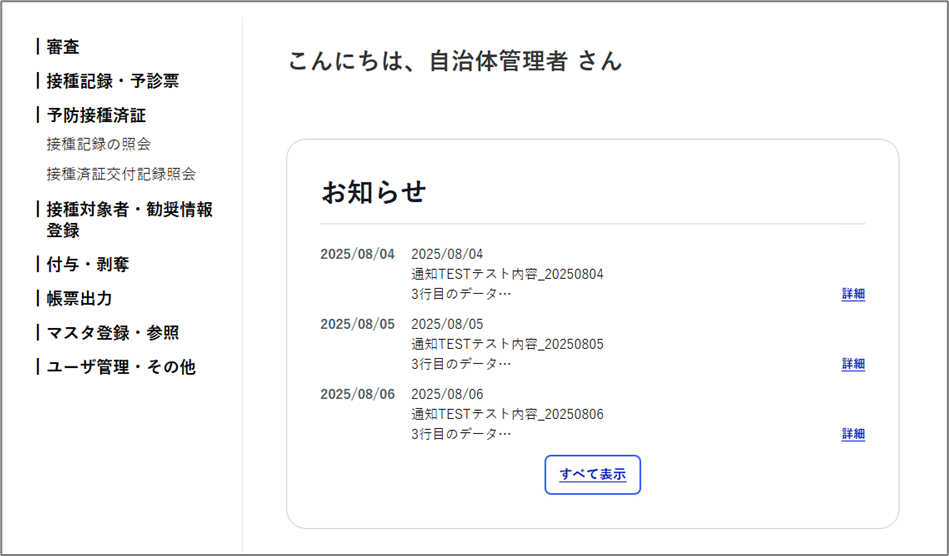 審査
接種記録・予診票
予防接種済証
接種記録の照会
接種済証交付記録照会
接種対象者・勧奨情報
登録
付与・剥奪
帳票出力
マスタ登録・参照
ユーザ管理・その他
こんにちは、自治体管理者 さん
お知らせ
2025/08/04 2025/08/04
通知TESTテスト内容_20250804
3行目のデータ… 詳細
2025/08/05 2025/08/05
通知TESTテスト内容_20250805
3行目のデータ… 詳細
2025/08/06 2025/08/06
通知TESTテスト内容_20250806
3行目のデータ… 詳細
すべて表示